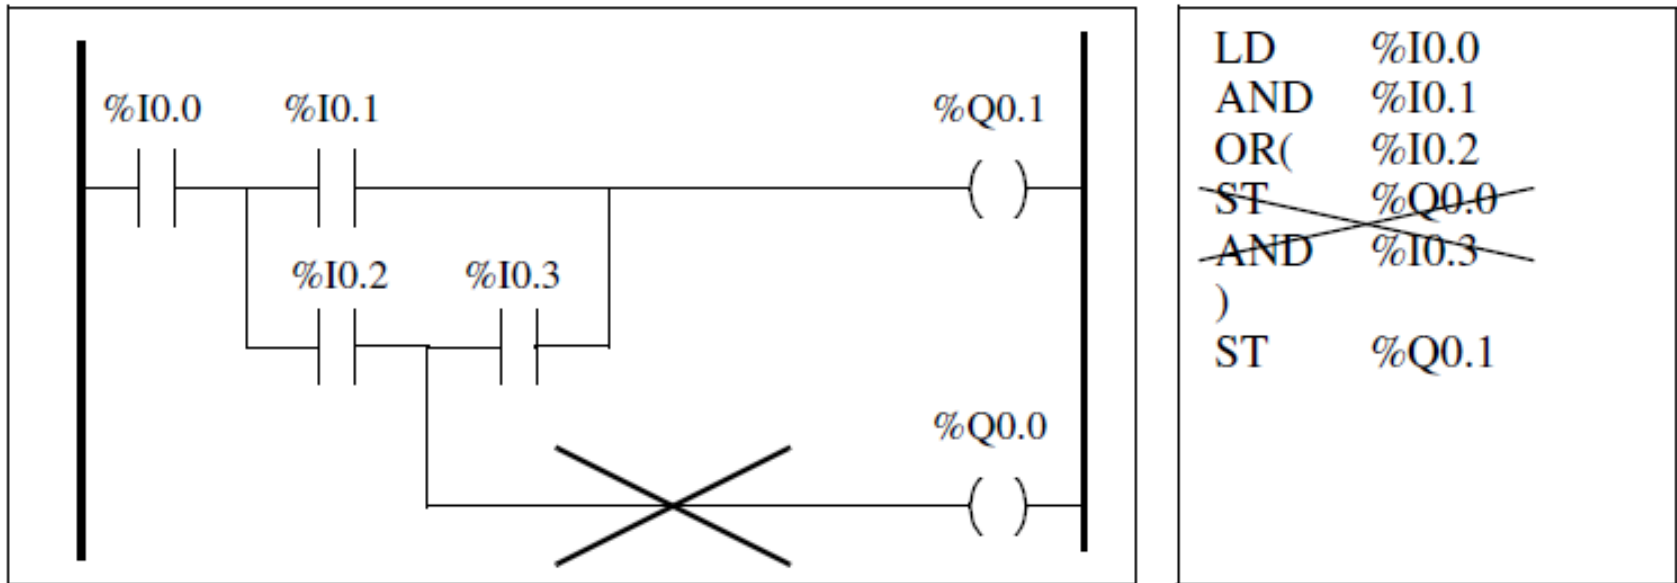 %I0.0 %I0.1 %Q0.1
%I0.2 %I0.3
%Q0.0
LD %I0.0
AND %I0.1
OR( %I0.2
ST %Q0.0
AND %I0.3
)
ST %Q0.1